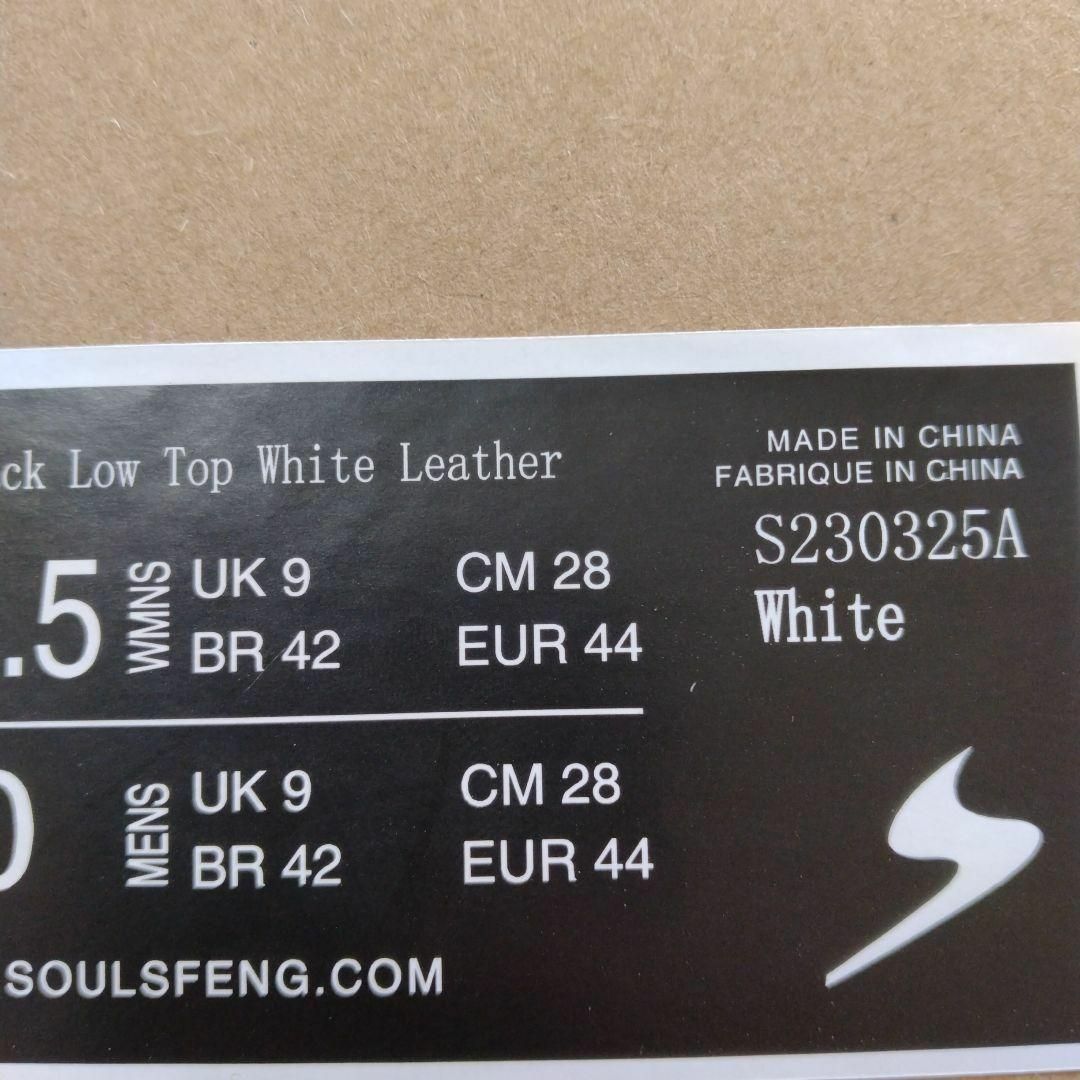 ck Low Top White Leather
MADE IN CHINA
FABRIQUE IN CHINA
S230325A
White
.5 WMNS
UK 9 CM 28
BR 42 EUR 44
0 MENS
UK 9 CM 28
BR 42 EUR 44
SOULSFENG.COM